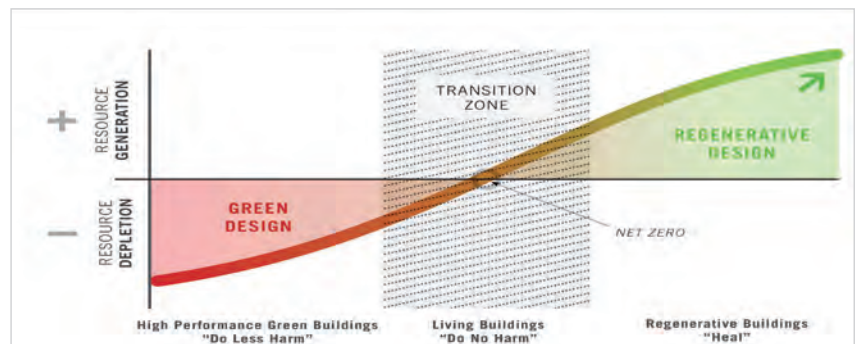 +
RESOURCE
GENERATION
−
RESOURCE
DEPLETION
TRANSITION
ZONE
REGENERATIVE
DESIGN
GREEN
DESIGN
NET ZERO
High Performance Green Buildings
“Do Less Harm”
Living Buildings
“Do No Harm”
Regenerative Buildings
“Heal”